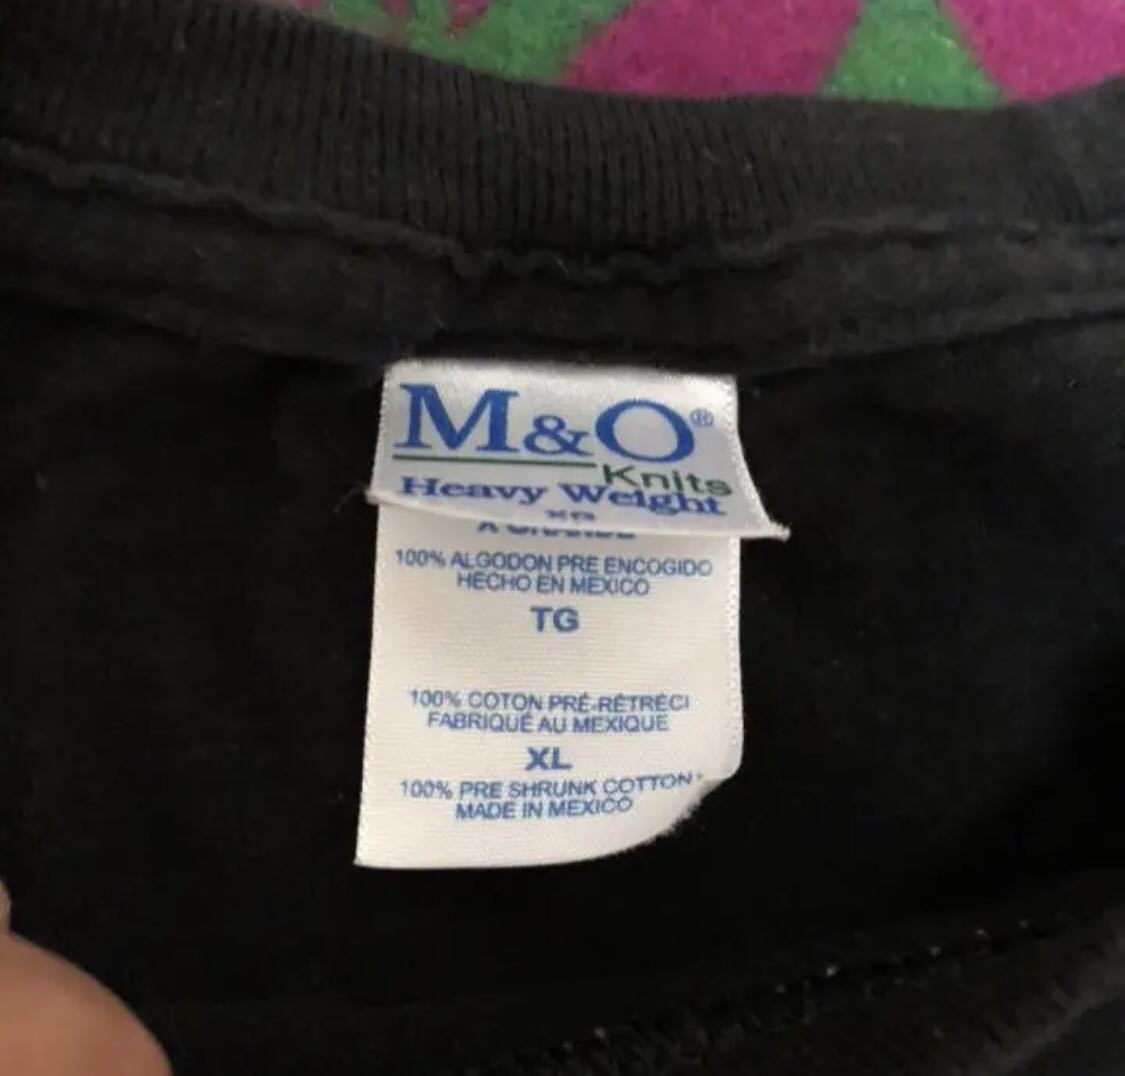 M&O®
Knits
Heavy Weight
X GRANDE
100% ALGODON PRE ENCOGIDO
HECHO EN MEXICO
TG
100% COTON PRÉ-RÉTRÉCI
FABRIQUÉ AU MEXIQUE
XL
100% PRE SHRUNK COTTON
MADE IN MEXICO